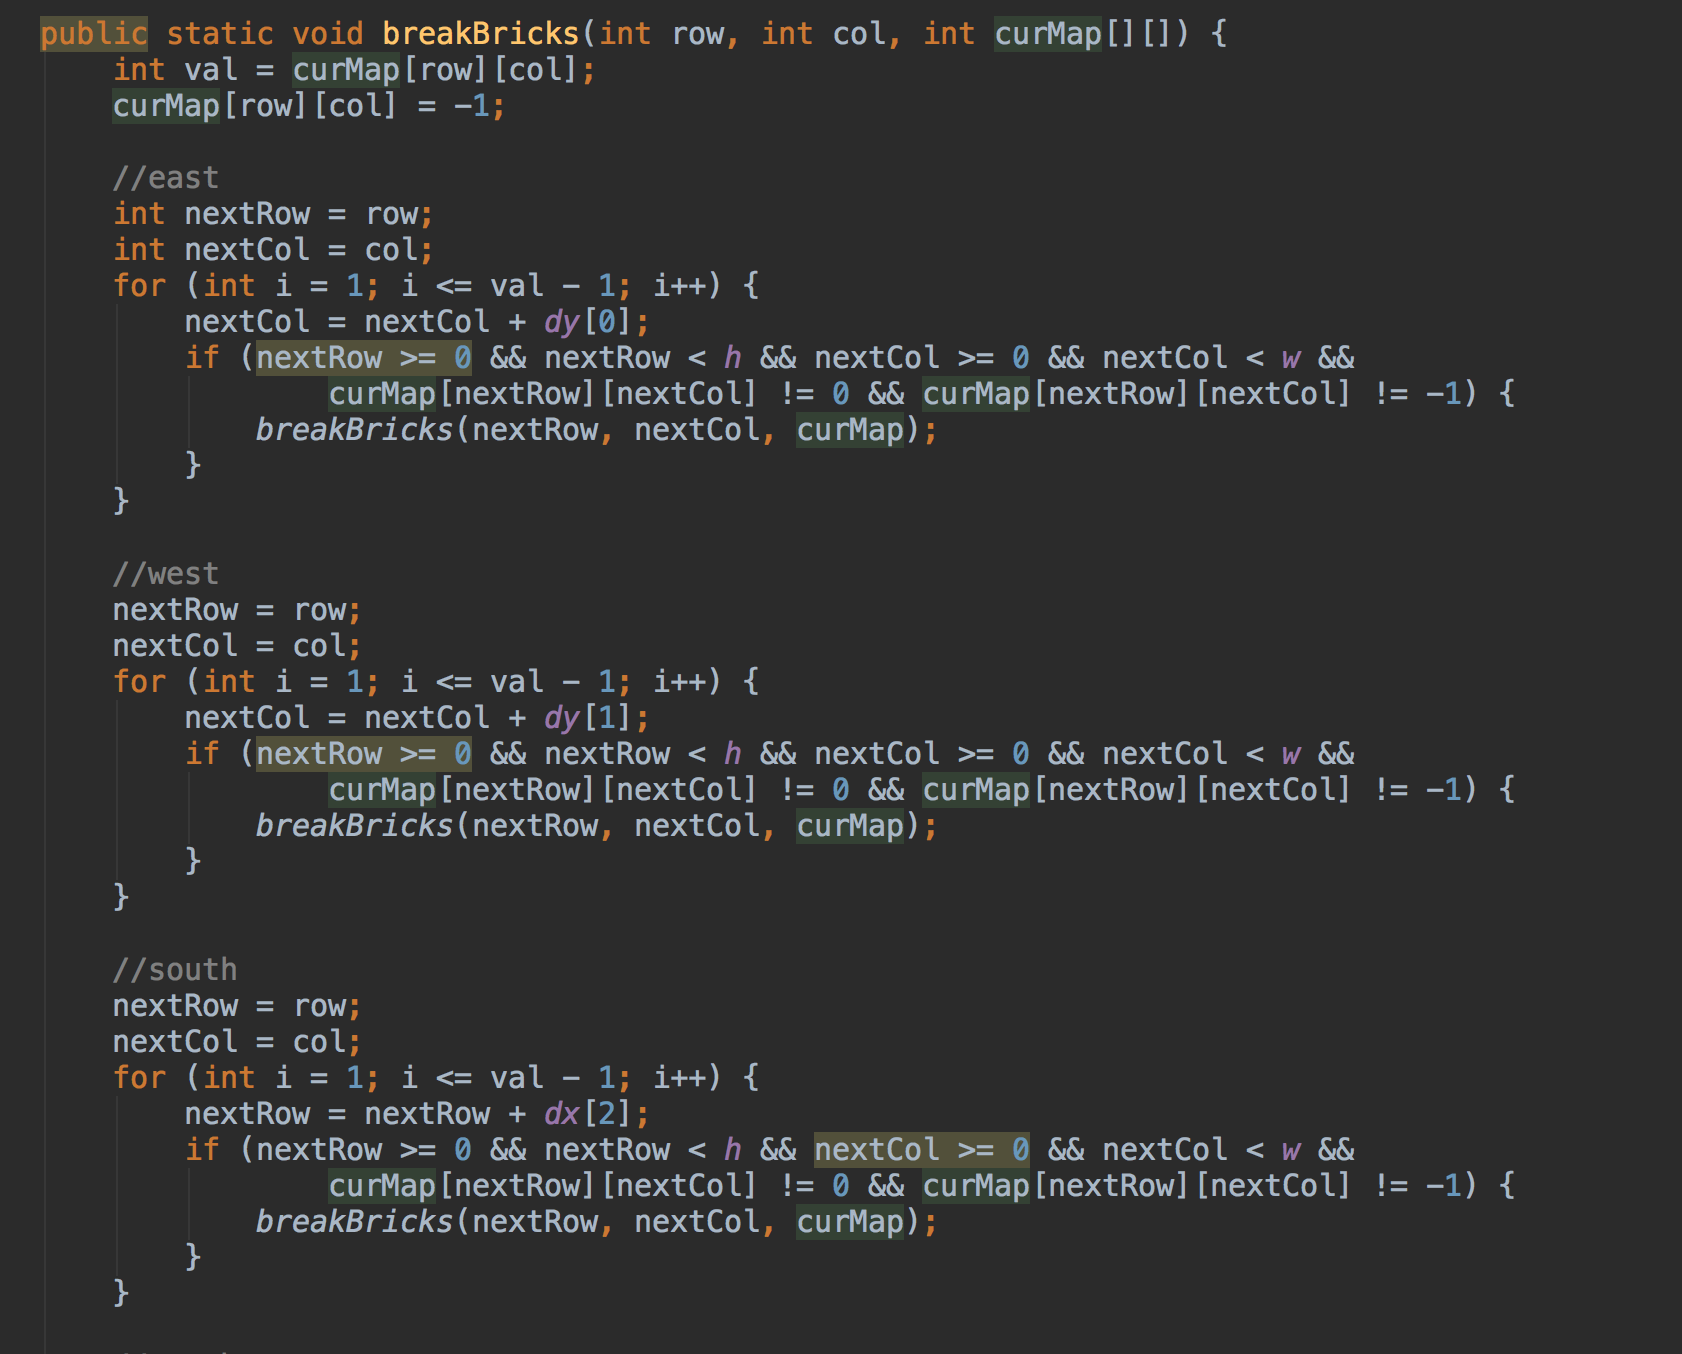 public static void breakBricks(int row, int col, int curMap[][]) {
    int val = curMap[row][col];
    curMap[row][col] = -1;

    //east
    int nextRow = row;
    int nextCol = col;
    for (int i = 1; i <= val - 1; i++) {
        nextCol = nextCol + dy[0];
        if (nextRow >= 0 && nextRow < h && nextCol >= 0 && nextCol < w &&
                curMap[nextRow][nextCol] != 0 && curMap[nextRow][nextCol] != -1) {
            breakBricks(nextRow, nextCol, curMap);
        }
    }

    //west
    nextRow = row;
    nextCol = col;
    for (int i = 1; i <= val - 1; i++) {
        nextCol = nextCol + dy[1];
        if (nextRow >= 0 && nextRow < h && nextCol >= 0 && nextCol < w &&
                curMap[nextRow][nextCol] != 0 && curMap[nextRow][nextCol] != -1) {
            breakBricks(nextRow, nextCol, curMap);
        }
    }

    //south
    nextRow = row;
    nextCol = col;
    for (int i = 1; i <= val - 1; i++) {
        nextRow = nextRow + dx[2];
        if (nextRow >= 0 && nextRow < h && nextCol >= 0 && nextCol < w &&
                curMap[nextRow][nextCol] != 0 && curMap[nextRow][nextCol] != -1) {
            breakBricks(nextRow, nextCol, curMap);
        }
    }